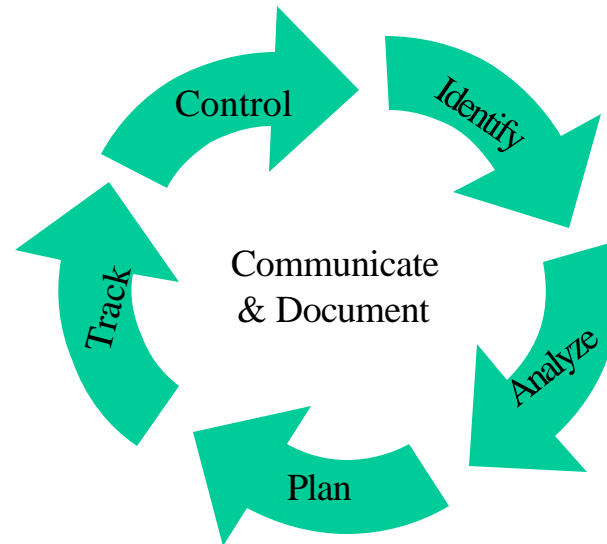 Control
Identify
Communicate
& Document
Track
Analyze
Plan